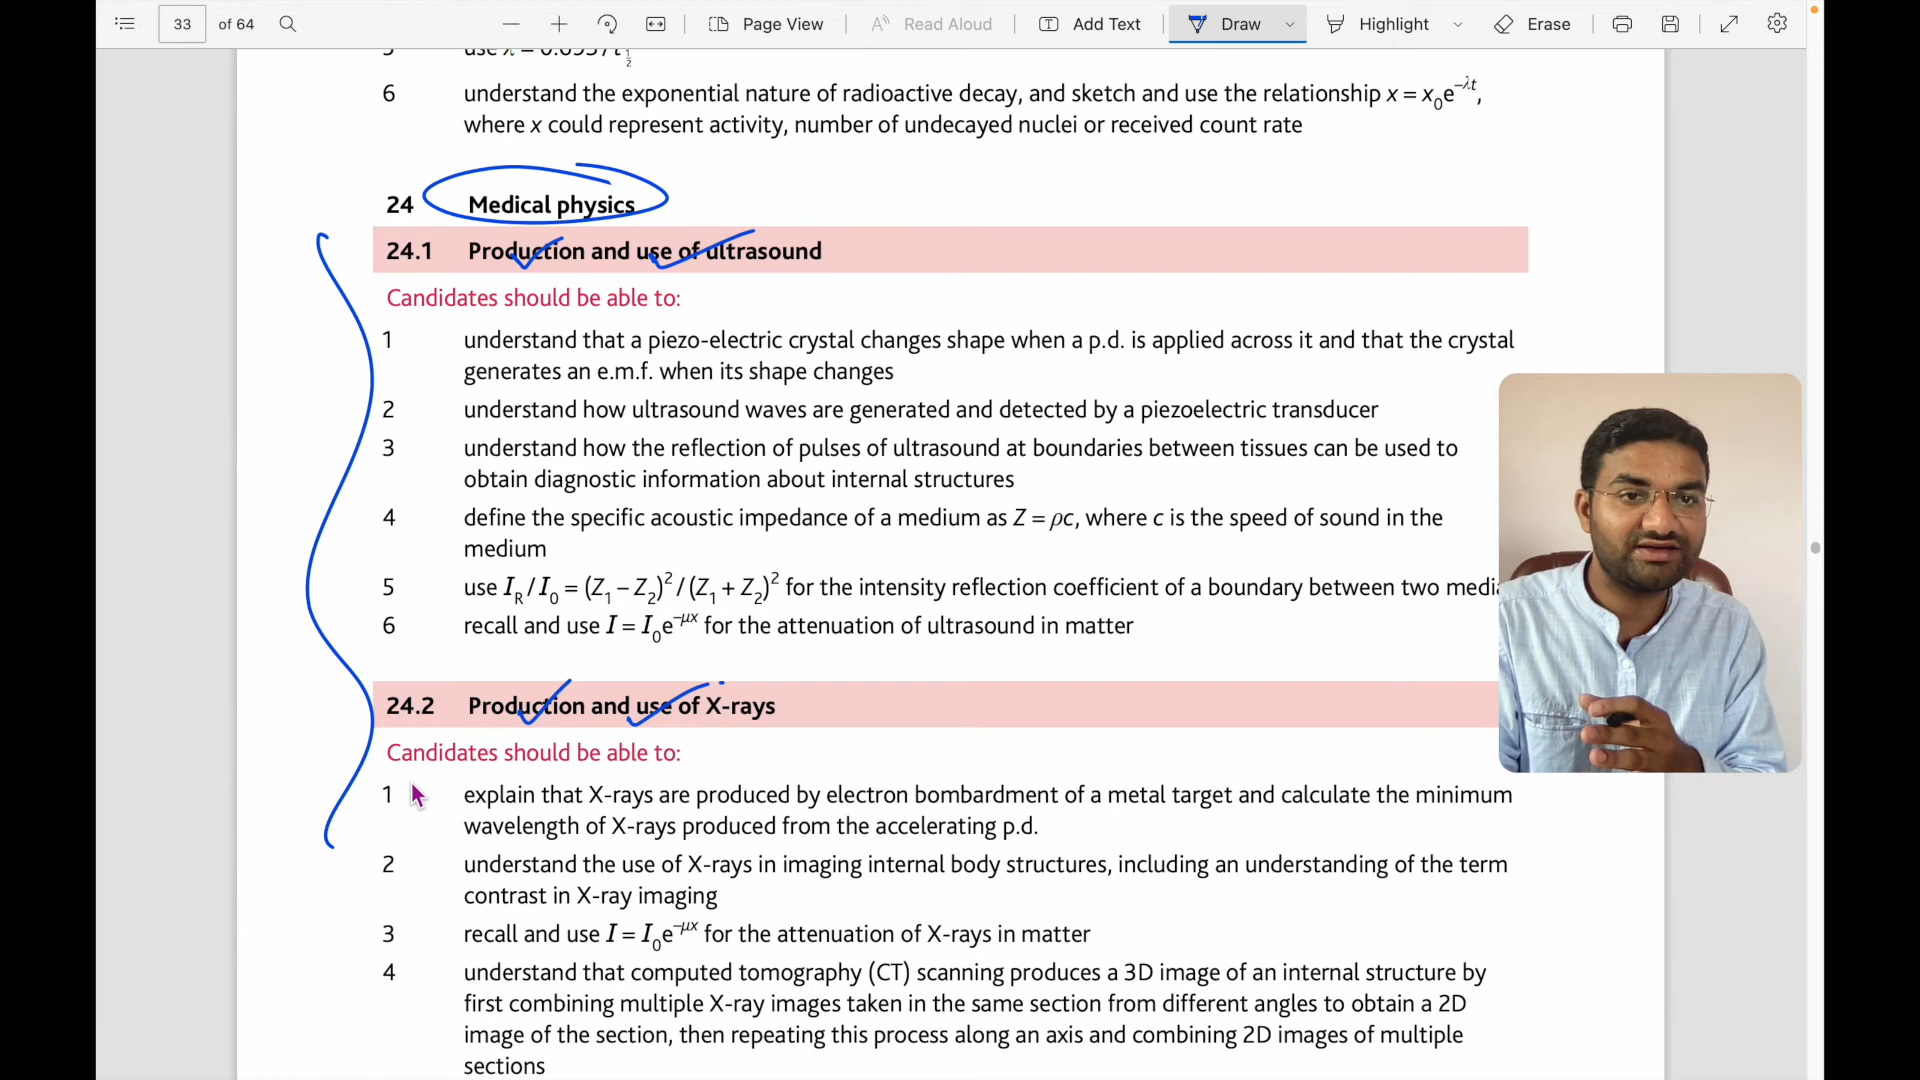 33 of 64 Page View Read Aloud Add Text Draw Highlight Erase
5 use λ = 0.693 / t 1/2
6 understand the exponential nature of radioactive decay, and sketch and use the relationship x = x₀e^–λt,
where x could represent activity, number of undecayed nuclei or received count rate
24 Medical physics
24.1 Production and use of ultrasound
Candidates should be able to:
1 understand that a piezo-electric crystal changes shape when a p.d. is applied across it and that the crystal
generates an e.m.f. when its shape changes
2 understand how ultrasound waves are generated and detected by a piezoelectric transducer
3 understand how the reflection of pulses of ultrasound at boundaries between tissues can be used to
obtain diagnostic information about internal structures
4 define the specific acoustic impedance of a medium as Z = ρc, where c is the speed of sound in the
medium
5 use I_R / I₀ = (Z₁ – Z₂)² / (Z₁ + Z₂)² for the intensity reflection coefficient of a boundary between two medi
6 recall and use I = I₀e^–μx for the attenuation of ultrasound in matter
24.2 Production and use of X-rays
Candidates should be able to:
1 explain that X-rays are produced by electron bombardment of a metal target and calculate the minimum
wavelength of X-rays produced from the accelerating p.d.
2 understand the use of X-rays in imaging internal body structures, including an understanding of the term
contrast in X-ray imaging
3 recall and use I = I₀e^–μx for the attenuation of X-rays in matter
4 understand that computed tomography (CT) scanning produces a 3D image of an internal structure by
first combining multiple X-ray images taken in the same section from different angles to obtain a 2D
image of the section, then repeating this process along an axis and combining 2D images of multiple
sections